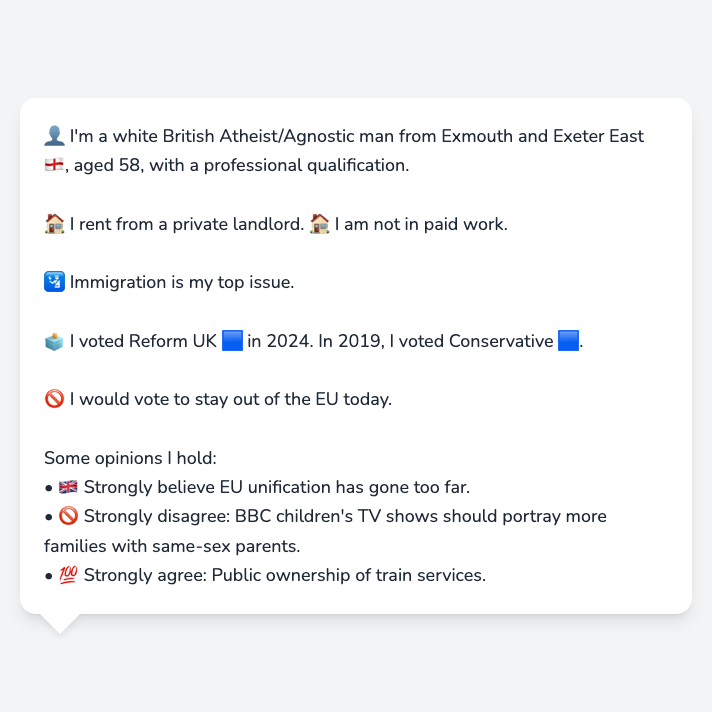 👤 I'm a white British Atheist/Agnostic man from Exmouth and Exeter East
🏴󠁧󠁢󠁥󠁮󠁧󠁿, aged 58, with a professional qualification.
🏠 I rent from a private landlord. 🏠 I am not in paid work.
🛂 Immigration is my top issue.
🗳️ I voted Reform UK 🟦 in 2024. In 2019, I voted Conservative 🟦.
🚫 I would vote to stay out of the EU today.
Some opinions I hold:
• 🇬🇧 Strongly believe EU unification has gone too far.
• 🚫 Strongly disagree: BBC children's TV shows should portray more
families with same-sex parents.
• 💯 Strongly agree: Public ownership of train services.